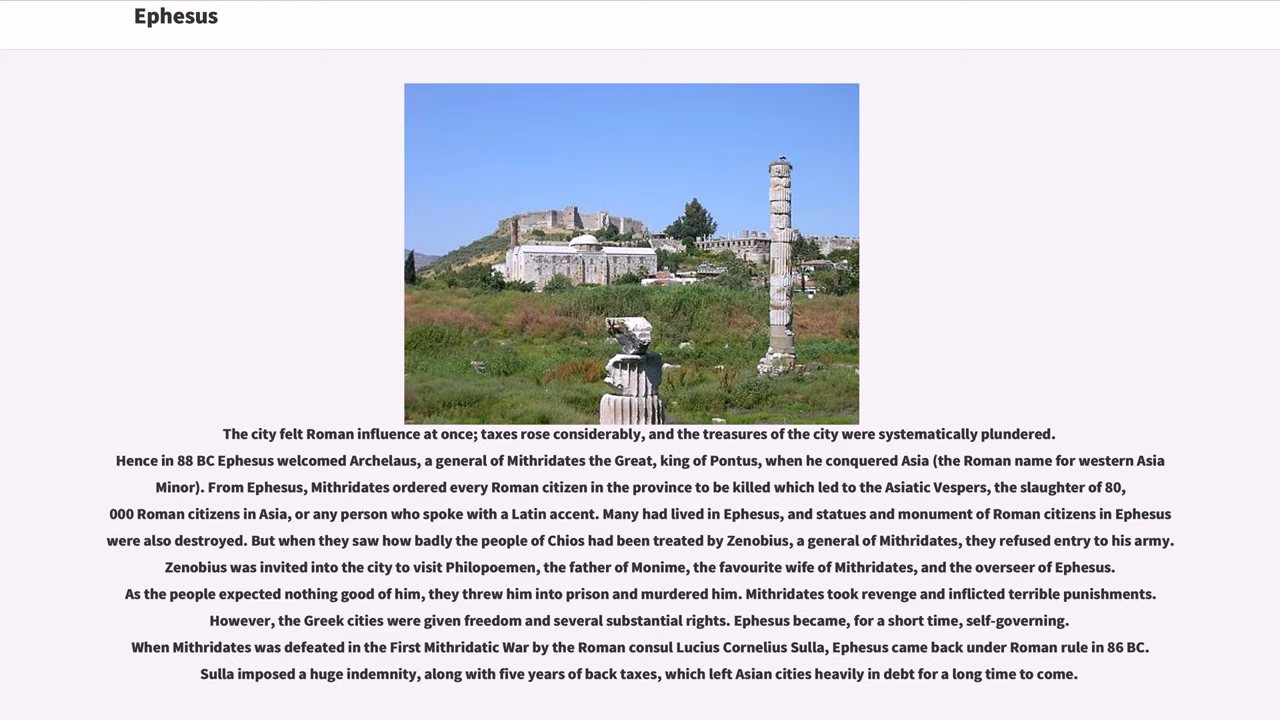 Ephesus
The city felt Roman influence at once; taxes rose considerably, and the treasures of the city were systematically plundered.
Hence in 88 BC Ephesus welcomed Archelaus, a general of Mithridates the Great, king of Pontus, when he conquered Asia (the Roman name for western Asia
Minor). From Ephesus, Mithridates ordered every Roman citizen in the province to be killed which led to the Asiatic Vespers, the slaughter of 80,
000 Roman citizens in Asia, or any person who spoke with a Latin accent. Many had lived in Ephesus, and statues and monument of Roman citizens in Ephesus
were also destroyed. But when they saw how badly the people of Chios had been treated by Zenobius, a general of Mithridates, they refused entry to his army.
Zenobius was invited into the city to visit Philopoemen, the father of Monime, the favourite wife of Mithridates, and the overseer of Ephesus.
As the people expected nothing good of him, they threw him into prison and murdered him. Mithridates took revenge and inflicted terrible punishments.
However, the Greek cities were given freedom and several substantial rights. Ephesus became, for a short time, self-governing.
When Mithridates was defeated in the First Mithridatic War by the Roman consul Lucius Cornelius Sulla, Ephesus came back under Roman rule in 86 BC.
Sulla imposed a huge indemnity, along with five years of back taxes, which left Asian cities heavily in debt for a long time to come.